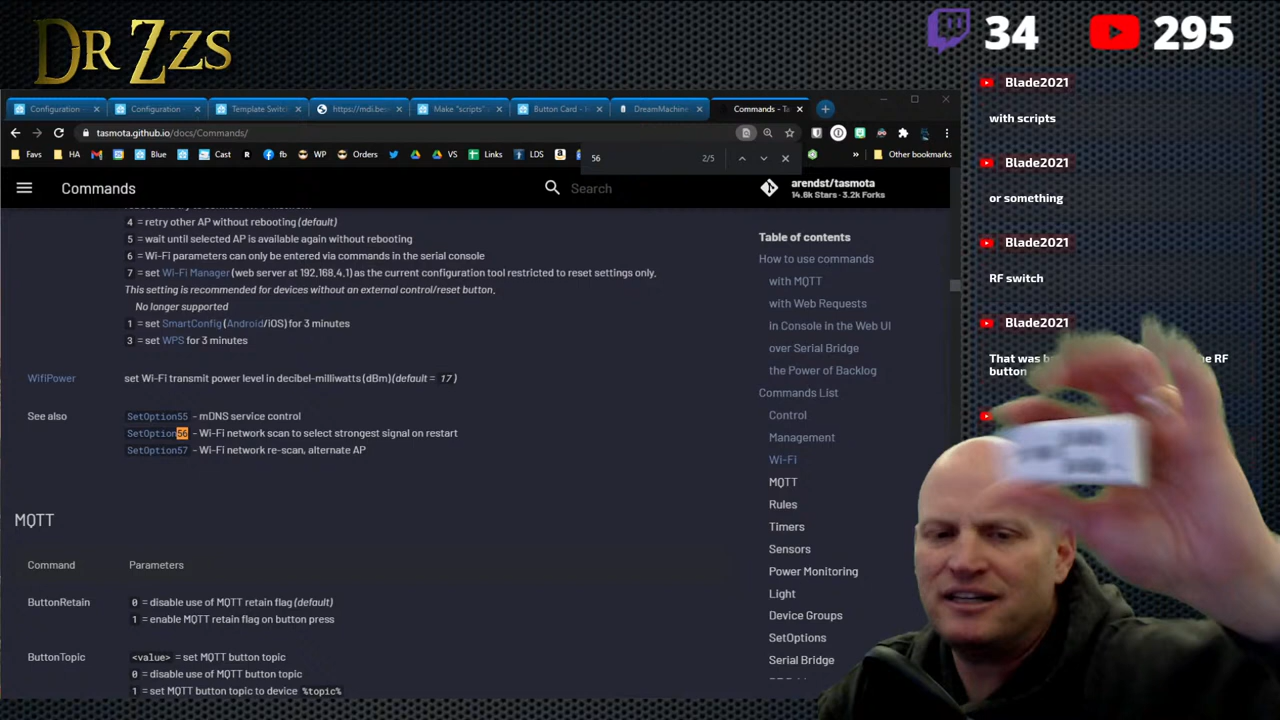 DR ZZS
34
295
Configuration
Configuration
Template Switc
https://mdi.be
Make "scripts"
Button Card -
DreamMachine
Commands - Ta
tasmota.github.io/docs/Commands/
Favs
HA
Blue
Cast
fb
WP
Orders
VS
Links
LDS
Other bookmarks
56
2/5
Commands
Search
arendst/tasmota
14.6k Stars · 3.2k Forks
4 = retry other AP without rebooting (default)
5 = wait until selected AP is available again without rebooting
6 = Wi-Fi parameters can only be entered via commands in the serial console
7 = set Wi-Fi Manager (web server at 192.168.4.1) as the current configuration tool restricted to reset settings only.
This setting is recommended for devices without an external control/reset button.
No longer supported
1 = set SmartConfig (Android/iOS) for 3 minutes
3 = set WPS for 3 minutes
WifiPower
set Wi-Fi transmit power level in decibel-milliwatts (dBm) (default = 17)
See also
SetOption55 - mDNS service control
SetOption56 - Wi-Fi network scan to select strongest signal on restart
SetOption57 - Wi-Fi network re-scan, alternate AP
MQTT
Command
Parameters
ButtonRetain
0 = disable use of MQTT retain flag (default)
1 = enable MQTT retain flag on button press
ButtonTopic
<value> = set MQTT button topic
0 = disable use of MQTT button topic
1 = set MQTT button topic to device %topic%
Table of contents
How to use commands
with MQTT
with Web Requests
In Console in the Web UI
over Serial Bridge
the Power of Backlog
Commands List
Control
Management
Wi-Fi
MQTT
Rules
Timers
Sensors
Power Monitoring
Light
Device Groups
SetOptions
Serial Bridge
Blade2021
with scripts
Blade2021
or something
Blade2021
RF switch
Blade2021
That was
RF
button